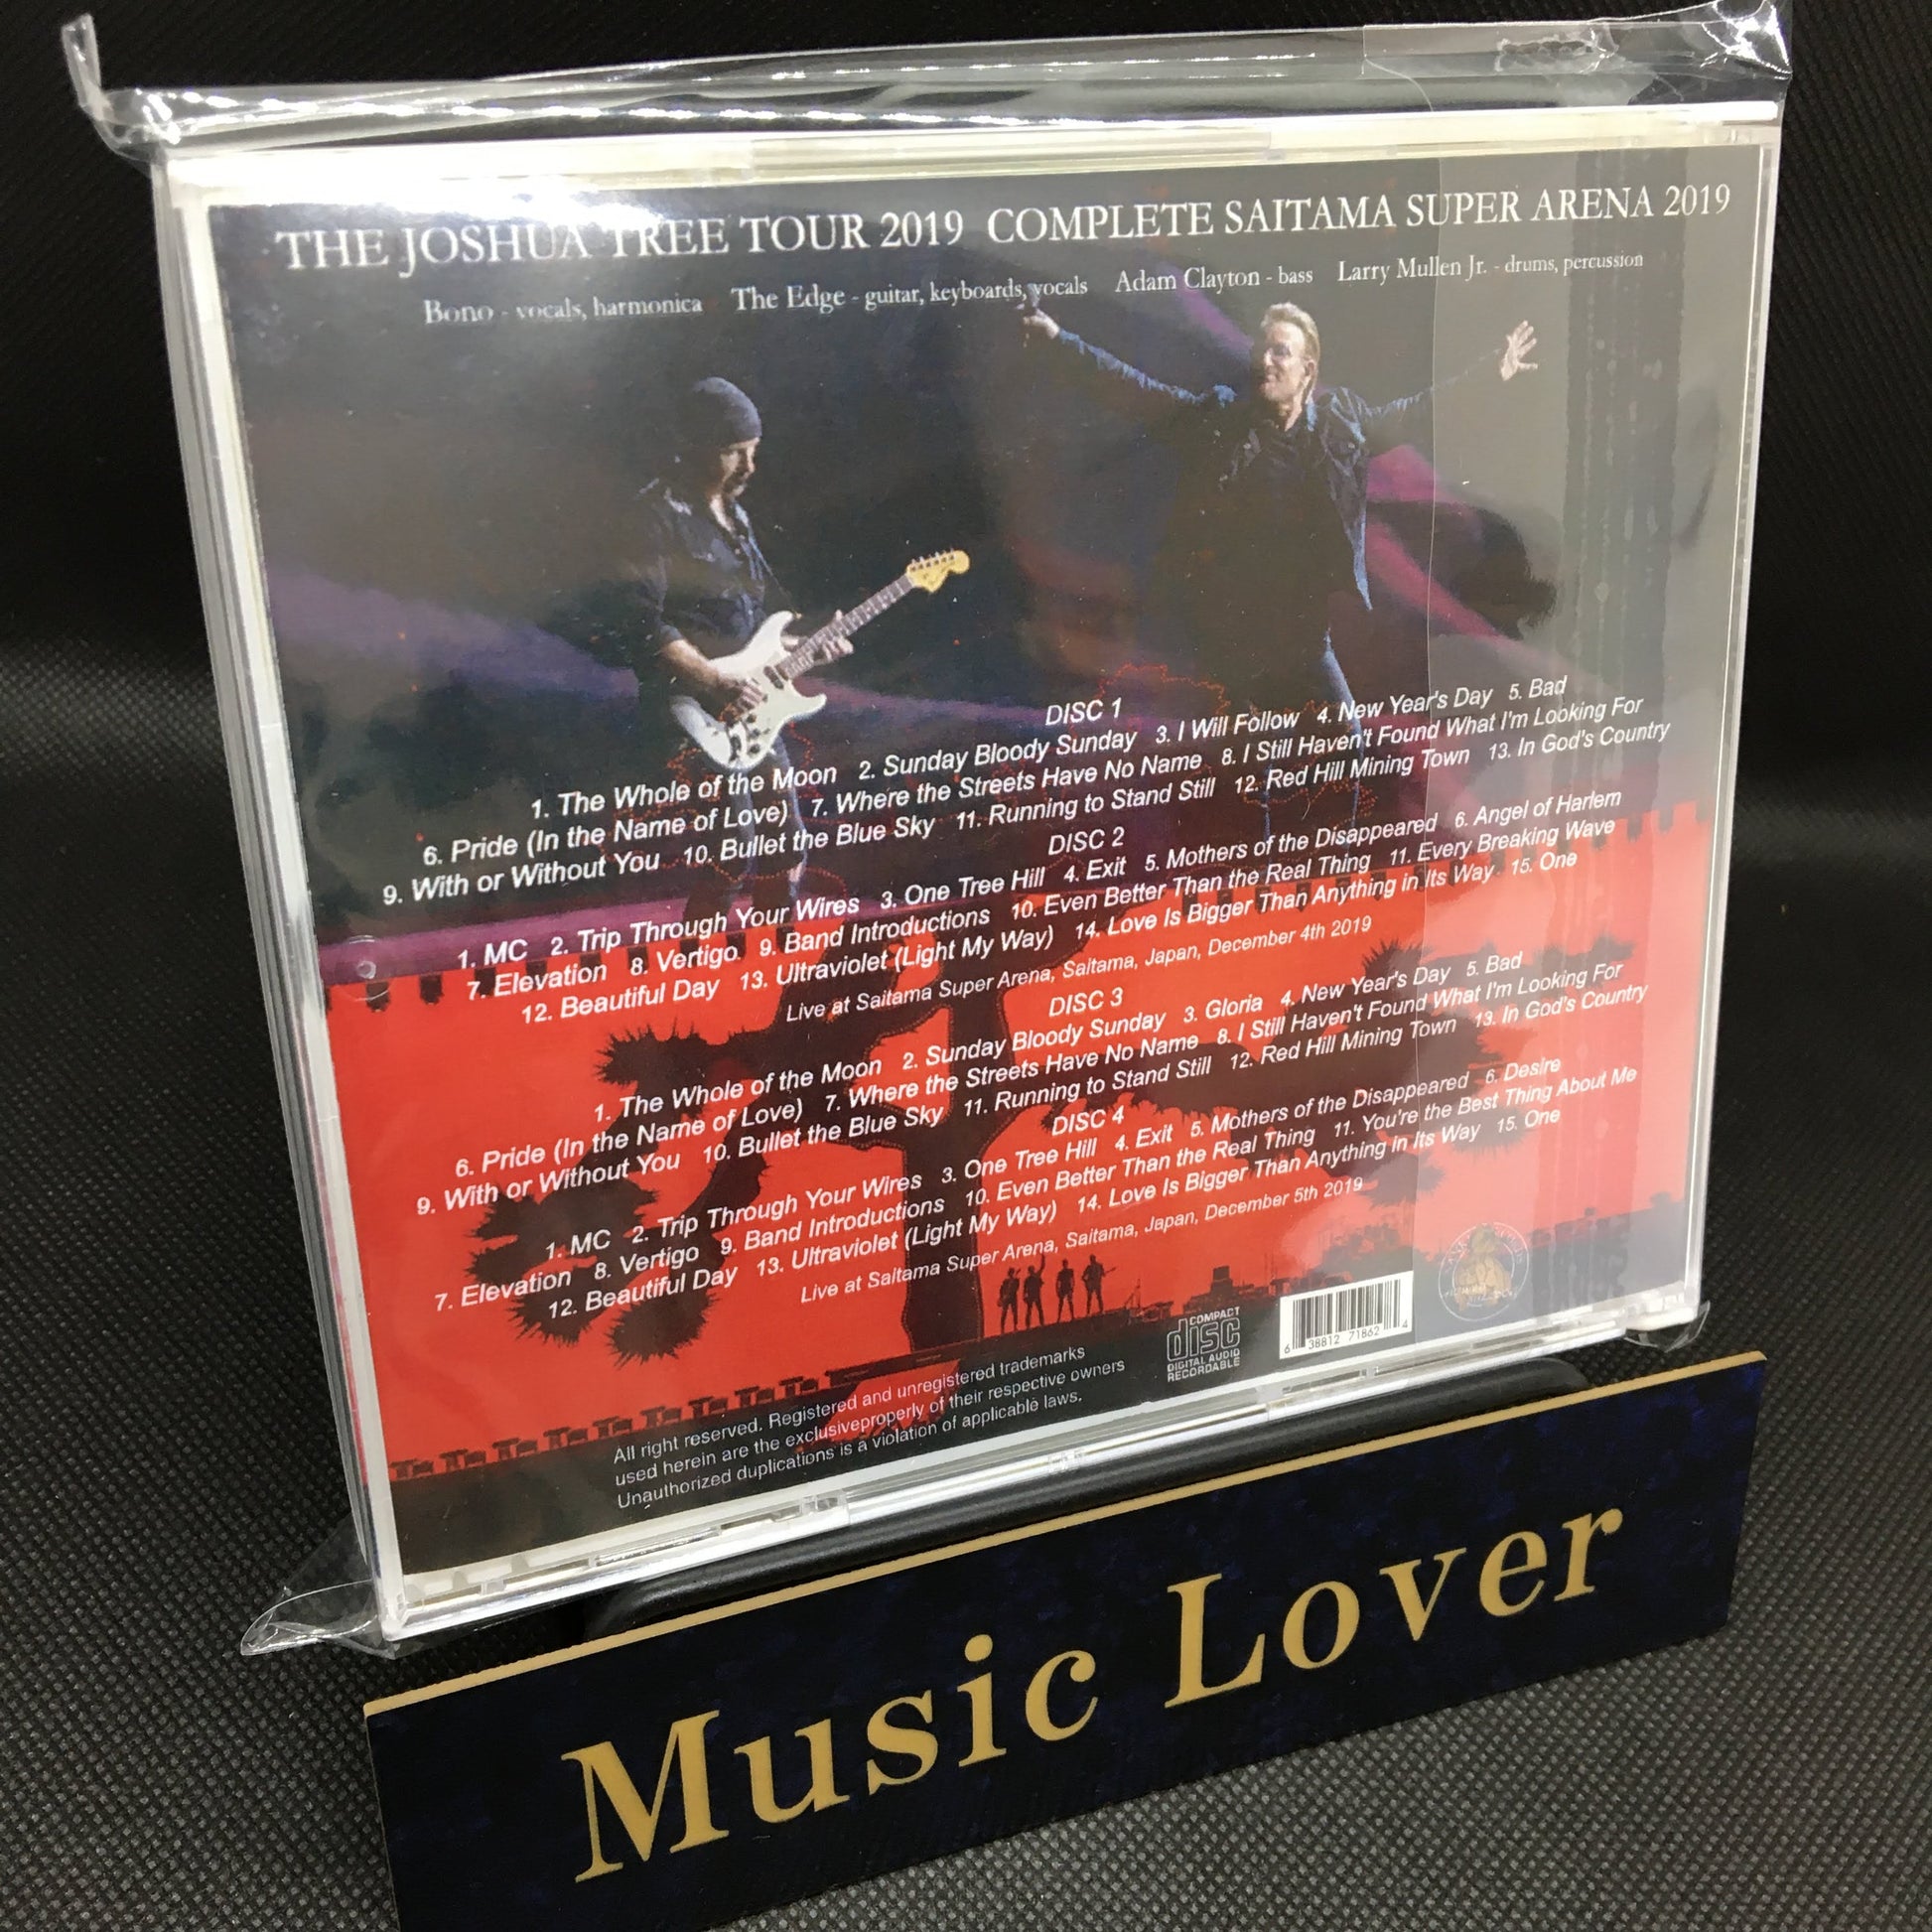 THE JOSHUA TREE TOUR 2019 COMPLETE SAITAMA SUPER ARENA 2019
Bono - vocals, harmonica The Edge - guitar, keyboards, vocals Adam Clayton - bass Larry Mullen Jr. - drums, percussion
DISC 1
1. The Whole of the Moon 2. Sunday Bloody Sunday 3. I Will Follow 4. New Year's Day 5. Bad
6. Pride (In the Name of Love) 7. Where the Streets Have No Name 8. I Still Haven't Found What I'm Looking For
9. With or Without You 10. Bullet the Blue Sky 11. Running to Stand Still 12. Red Hill Mining Town 13. In God's Country
DISC 2
1. MC 2. Trip Through Your Wires 3. One Tree Hill 4. Exit 5. Mothers of the Disappeared 6. Angel of Harlem
7. Elevation 8. Vertigo 9. Band Introductions 10. Even Better Than the Real Thing 11. Every Breaking Wave
12. Beautiful Day 13. Ultraviolet (Light My Way) 14. Love Is Bigger Than Anything in Its Way 15. One
Live at Saitama Super Arena, Saitama, Japan, December 4th 2019
DISC 3
1. The Whole of the Moon 2. Sunday Bloody Sunday 3. Gloria 4. New Year's Day 5. Bad
6. Pride (In the Name of Love) 7. Where the Streets Have No Name 8. I Still Haven't Found What I'm Looking For
9. With or Without You 10. Bullet the Blue Sky 11. Running to Stand Still 12. Red Hill Mining Town 13. In God's Country
DISC 4
1. MC 2. Trip Through Your Wires 3. One Tree Hill 4. Exit 5. Mothers of the Disappeared 6. Desire
7. Elevation 8. Vertigo 9. Band Introductions 10. Even Better Than the Real Thing 11. You're the Best Thing About Me
12. Beautiful Day 13. Ultraviolet (Light My Way) 14. Love Is Bigger Than Anything in Its Way 15. One
Live at Saitama Super Arena, Saitama, Japan, December 5th 2019
All right reserved. Registered and unregistered trademarks
used herein are the exclusiveproperly of their respective owners
Unauthorized duplications is a violation of applicable laws.
COMPACT
disc
DIGITAL AUDIO
RECORDABLE
6 38812 71862 4
Music Lover